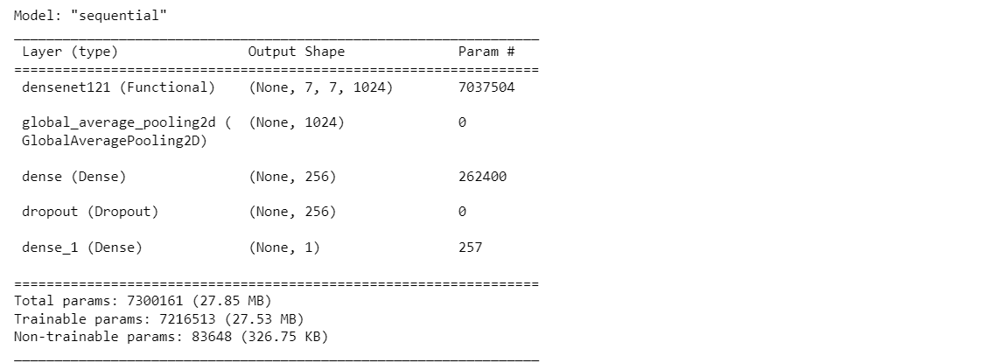 Model: "sequential"
_________________________________________________________________
Layer (type) Output Shape Param #
=================================================================
densenet121 (Functional) (None, 7, 7, 1024) 7037504
global_average_pooling2d ( (None, 1024) 0
GlobalAveragePooling2D)
dense (Dense) (None, 256) 262400
dropout (Dropout) (None, 256) 0
dense_1 (Dense) (None, 1) 257
=================================================================
Total params: 7300161 (27.85 MB)
Trainable params: 7216513 (27.53 MB)
Non-trainable params: 83648 (326.75 KB)
_________________________________________________________________